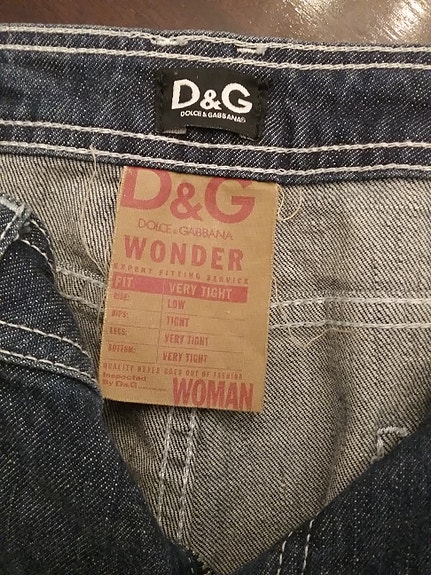 D&G
DOLCE & GABBANA
D&G
DOLCE & GABBANA
WONDER
EXPERT FITTING SERVICE
FIT VERY TIGHT
RISE: LOW
HIPS: TIGHT
LEGS: VERY TIGHT
BOTTOM: VERY TIGHT
QUALITY NEVER GOES OUT OF FASHION
Inspected
By D&G
WOMAN